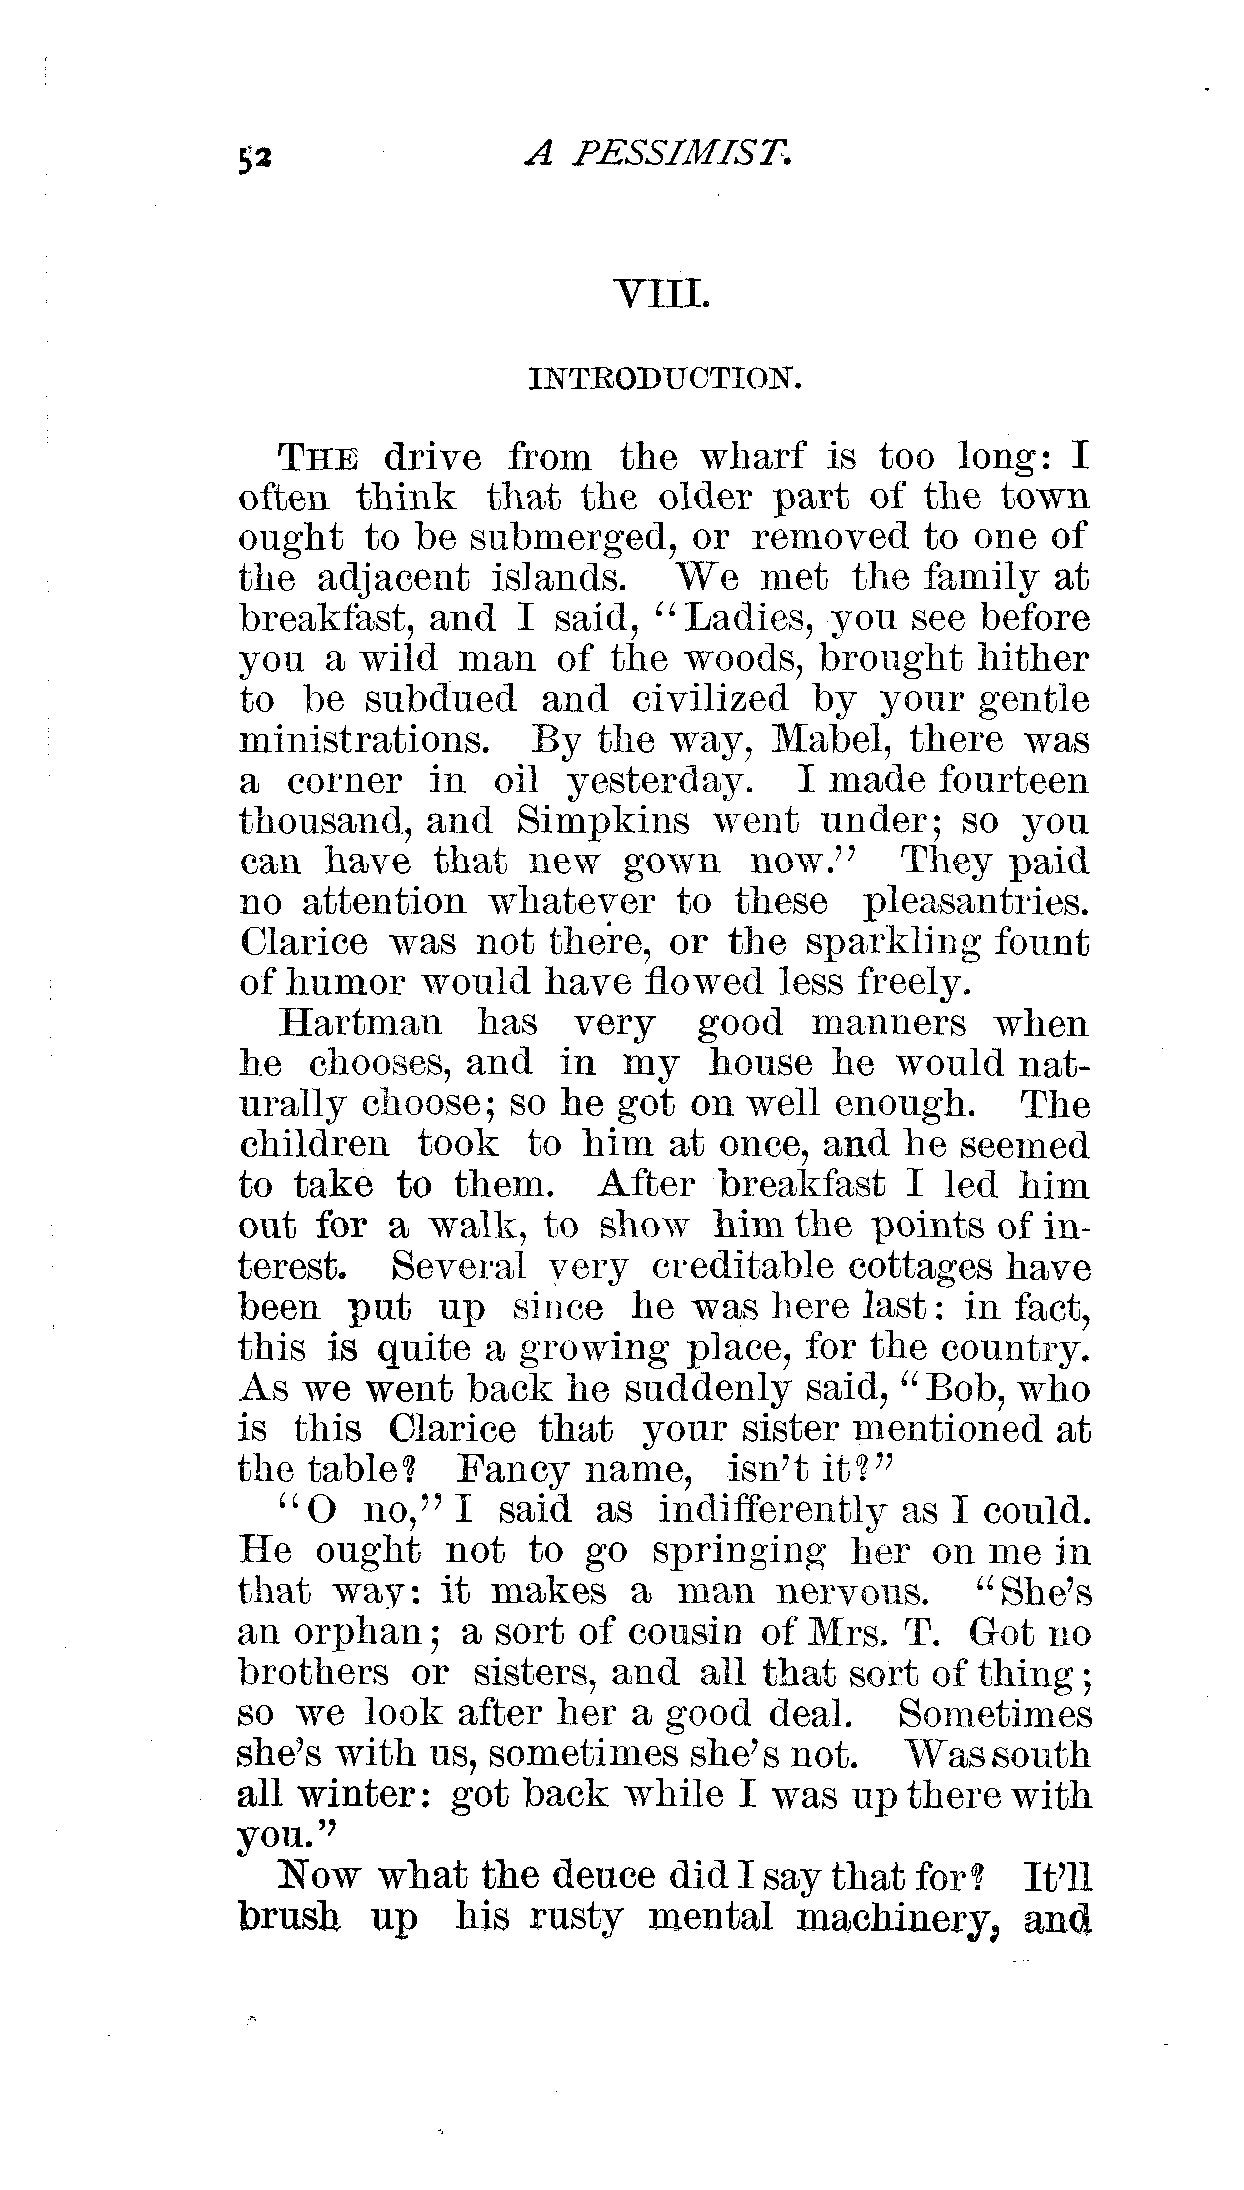 52 A PESSIMIST.
VIII.
INTRODUCTION.
THE drive from the wharf is too long: I
often think that the older part of the town
ought to be submerged, or removed to one of
the adjacent islands. We met the family at
breakfast, and I said, “Ladies, you see before
you a wild man of the woods, brought hither
to be subdued and civilized by your gentle
ministrations. By the way, Mabel, there was
a corner in oil yesterday. I made fourteen
thousand, and Simpkins went under; so you
can have that new gown now.” They paid
no attention whatever to these pleasantries.
Clarice was not there, or the sparkling fount
of humor would have flowed less freely.
Hartman has very good manners when
he chooses, and in my house he would nat-
urally choose; so he got on well enough. The
children took to him at once, and he seemed
to take to them. After breakfast I led him
out for a walk, to show him the points of in-
terest. Several very creditable cottages have
been put up since he was here last: in fact,
this is quite a growing place, for the country.
As we went back he suddenly said, “Bob, who
is this Clarice that your sister mentioned at
the table? Fancy name, isn’t it?”
“O no,” I said as indifferently as I could.
He ought not to go springing her on me in
that way: it makes a man nervous. “She’s
an orphan; a sort of cousin of Mrs. T. Got no
brothers or sisters, and all that sort of thing;
so we look after her a good deal. Sometimes
she’s with us, sometimes she’s not. Was south
all winter: got back while I was up there with
you.”
Now what the deuce did I say that for? It’ll
brush up his rusty mental machinery, and